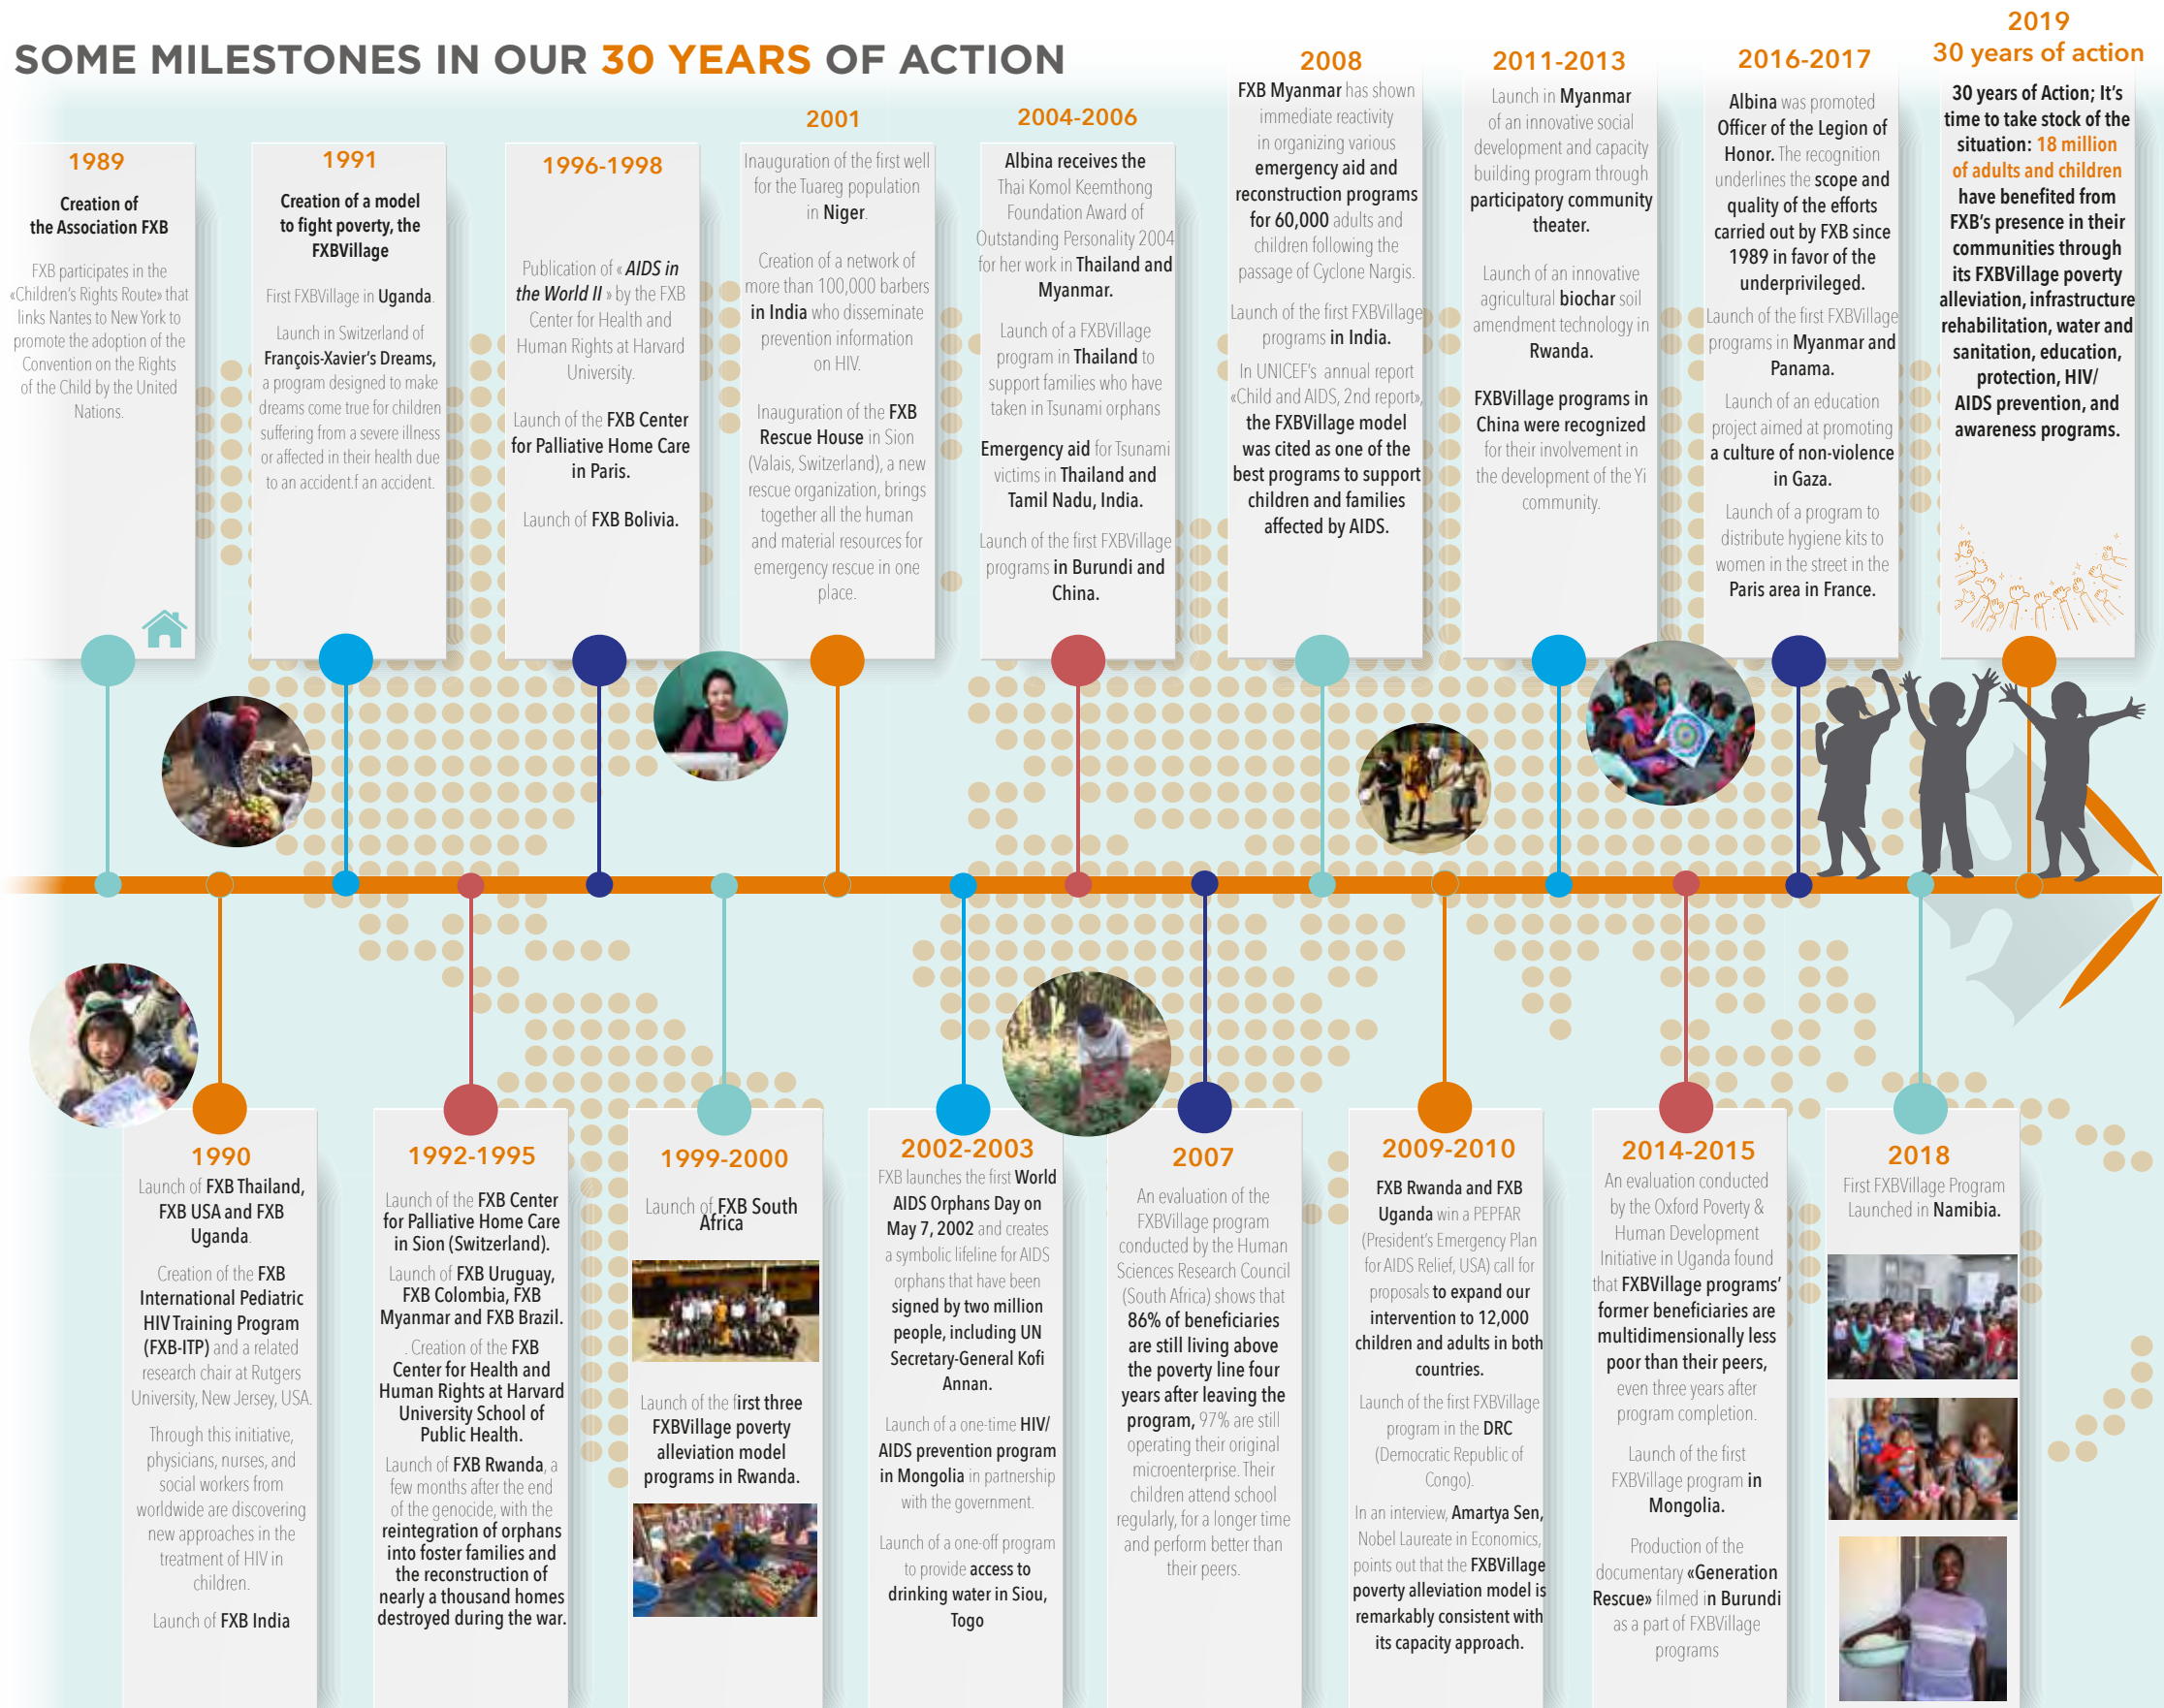 SOME MILESTONES IN OUR 30 YEARS OF ACTION
1989
Creation of
the Association FXB
FXB participates in the
«Children's Rights Route» that
links Nantes to New York to
promote the adoption of the
Convention on the Rights
of the Child by the United
Nations.
1990
Launch of FXB Thailand,
FXB USA and FXB
Uganda.
Creation of the FXB
International Pediatric
HIV Training Program
(FXB-ITP) and a related
research chair at Rutgers
University, New Jersey, USA.
Through this initiative,
physicians, nurses, and
social workers from
worldwide are discovering
new approaches in the
treatment of HIV in
children.
Launch of FXB India
1991
Creation of a model
to fight poverty, the
FXBVillage
First FXBVillage in Uganda.
Launch in Switzerland of
François-Xavier's Dreams,
a program designed to make
dreams come true for children
suffering from a severe illness
or affected in their health due
to an accident.f an accident.
1992-1995
Launch of the FXB Center
for Palliative Home Care
in Sion (Switzerland).
Launch of FXB Uruguay,
FXB Colombia, FXB
Myanmar and FXB Brazil.
. Creation of the FXB
Center for Health and
Human Rights at Harvard
University School of
Public Health.
Launch of FXB Rwanda, a
few months after the end
of the genocide, with the
reintegration of orphans
into foster families and
the reconstruction of
nearly a thousand homes
destroyed during the war.
1996-1998
Publication of « AIDS in
the World II » by the FXB
Center for Health and
Human Rights at Harvard
University.
Launch of the FXB Center
for Palliative Home Care
in Paris.
Launch of FXB Bolivia.
1999-2000
Launch of FXB South
Africa
Launch of the first three
FXBVillage poverty
alleviation model
programs in Rwanda.
2001
Inauguration of the first well
for the Tuareg population
in Niger.
Creation of a network of
more than 100,000 barbers
in India who disseminate
prevention information
on HIV.
Inauguration of the FXB
Rescue House in Sion
(Valais, Switzerland), a new
rescue organization, brings
together all the human
and material resources for
emergency rescue in one
place.
2002-2003
FXB launches the first World
AIDS Orphans Day on
May 7, 2002 and creates
a symbolic lifeline for AIDS
orphans that have been
signed by two million
people, including UN
Secretary-General Kofi
Annan.
Launch of a one-time HIV/
AIDS prevention program
in Mongolia in partnership
with the government.
Launch of a one-off program
to provide access to
drinking water in Siou,
Togo
2004-2006
Albina receives the
Thai Komol Keemthong
Foundation Award of
Outstanding Personality 2004
for her work in Thailand and
Myanmar.
Launch of a FXBVillage
program in Thailand to
support families who have
taken in Tsunami orphans
Emergency aid for Tsunami
victims in Thailand and
Tamil Nadu, India.
Launch of the first FXBVillage
programs in Burundi and
China.
2007
An evaluation of the
FXBVillage program
conducted by the Human
Sciences Research Council
(South Africa) shows that
86% of beneficiaries
are still living above
the poverty line four
years after leaving the
program, 97% are still
operating their original
microenterprise. Their
children attend school
regularly, for a longer time
and perform better than
their peers.
2008
FXB Myanmar has shown
immediate reactivity
in organizing various
emergency aid and
reconstruction programs
for 60,000 adults and
children following the
passage of Cyclone Nargis.
Launch of the first FXBVillage
programs in India.
In UNICEF's annual report
«Child and AIDS, 2nd report»,
the FXBVillage model
was cited as one of the
best programs to support
children and families
affected by AIDS.
2009-2010
FXB Rwanda and FXB
Uganda win a PEPFAR
(President's Emergency Plan
for AIDS Relief, USA) call for
proposals to expand our
intervention to 12,000
children and adults in both
countries.
Launch of the first FXBVillage
program in the DRC
(Democratic Republic of
Congo).
In an interview, Amartya Sen,
Nobel Laureate in Economics,
points out that the FXBVillage
poverty alleviation model is
remarkably consistent with
its capacity approach.
2011-2013
Launch in Myanmar
of an innovative social
development and capacity
building program through
participatory community
theater.
Launch of an innovative
agricultural biochar soil
amendment technology in
Rwanda.
FXBVillage programs in
China were recognized
for their involvement in
the development of the Yi
community.
2014-2015
An evaluation conducted
by the Oxford Poverty &
Human Development
Initiative in Uganda found
that FXBVillage programs'
former beneficiaries are
multidimensionally less
poor than their peers,
even three years after
program completion.
Launch of the first
FXBVillage program in
Mongolia.
Production of the
documentary «Generation
Rescue» filmed in Burundi
as a part of FXBVillage
programs
2016-2017
Albina was promoted
Officer of the Legion of
Honor. The recognition
underlines the scope and
quality of the efforts
carried out by FXB since
1989 in favor of the
underprivileged.
Launch of the first FXBVillage
programs in Myanmar and
Panama.
Launch of an education
project aimed at promoting
a culture of non-violence
in Gaza.
Launch of a program to
distribute hygiene kits to
women in the street in the
Paris area in France.
2018
First FXBVillage Program
Launched in Namibia.
2019
30 years of action
30 years of Action; It's
time to take stock of the
situation: 18 million
of adults and children
have benefited from
FXB's presence in their
communities through
its FXBVillage poverty
alleviation, infrastructure
rehabilitation, water and
sanitation, education,
protection, HIV/
AIDS prevention, and
awareness programs.